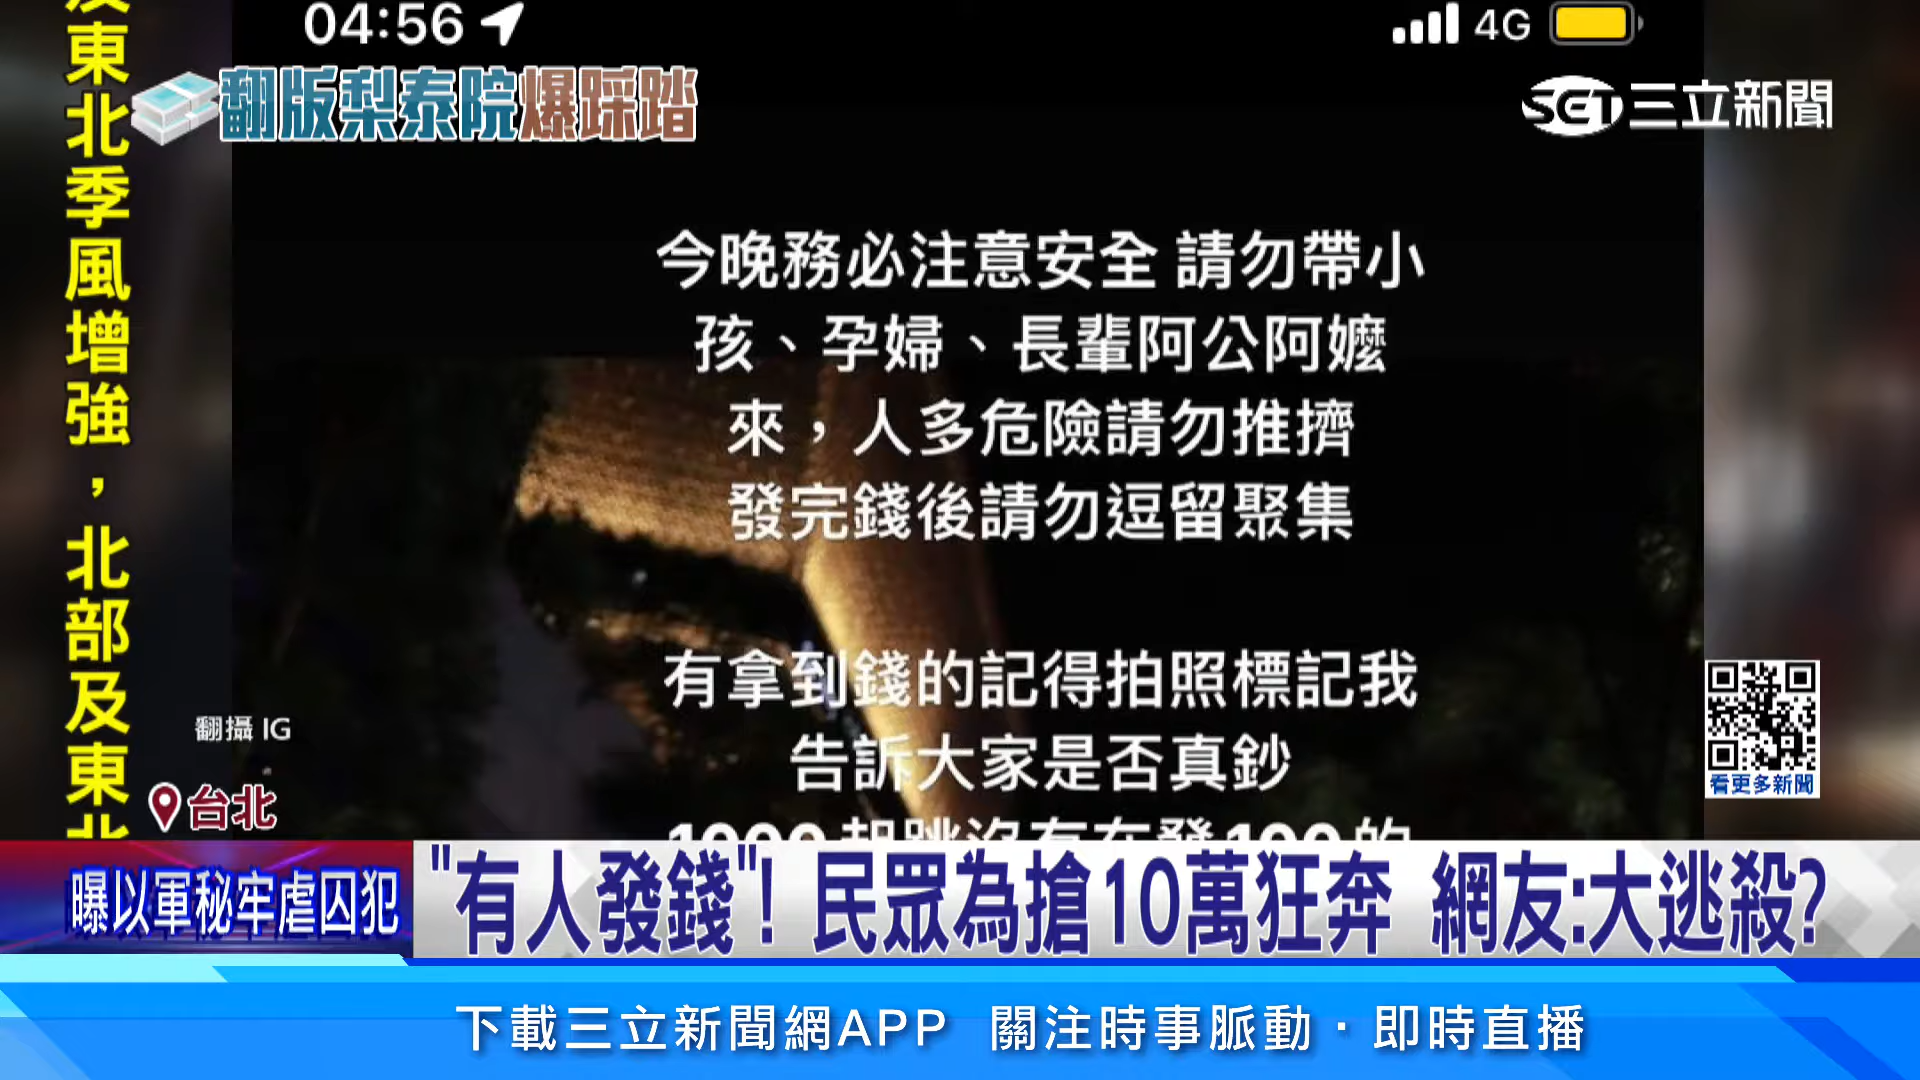 04:56
4G
翻版梨泰院爆踩踏
SET三立新聞
東北季風增強，北部及東北
今晚務必注意安全 請勿帶小
孩、孕婦、長輩阿公阿嬤
來，人多危險請勿推擠
發完錢後請勿逗留聚集
有拿到錢的記得拍照標記我
告訴大家是否真鈔
翻攝 IG
台北
看更多新聞
曝以軍秘牢虐囚犯
"有人發錢"! 民眾為搶10萬狂奔 網友:大逃殺?
下載三立新聞網APP 關注時事脈動·即時直播